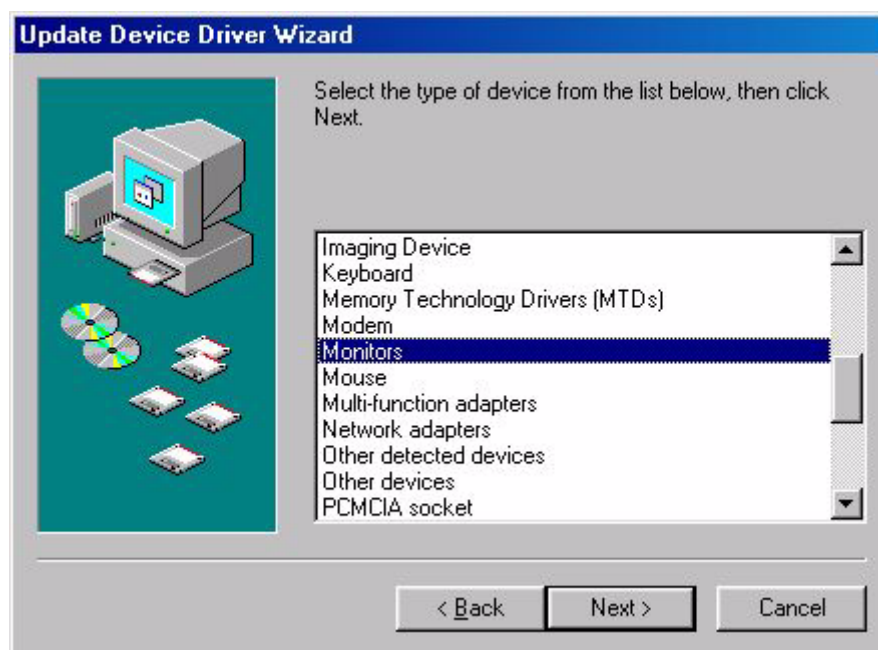 Update Device Driver Wizard
Select the type of device from the list below, then click
Next.
Imaging Device
Keyboard
Memory Technology Drivers (MTDs)
Modem
Monitors
Mouse
Multi-function adapters
Network adapters
Other detected devices
Other devices
PCMCIA socket
< Back
Next >
Cancel